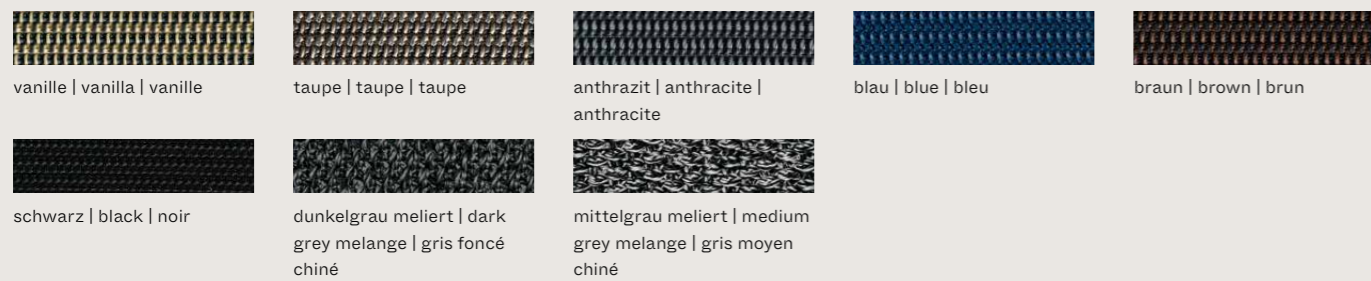 vanille | vanilla | vanille
taupe | taupe | taupe
anthrazit | anthracite |
anthracite
blau | blue | bleu
braun | brown | brun
schwarz | black | noir
dunkelgrau meliert | dark
grey melange | gris foncé
chiné
mittelgrau meliert | medium
grey melange | gris moyen
chiné